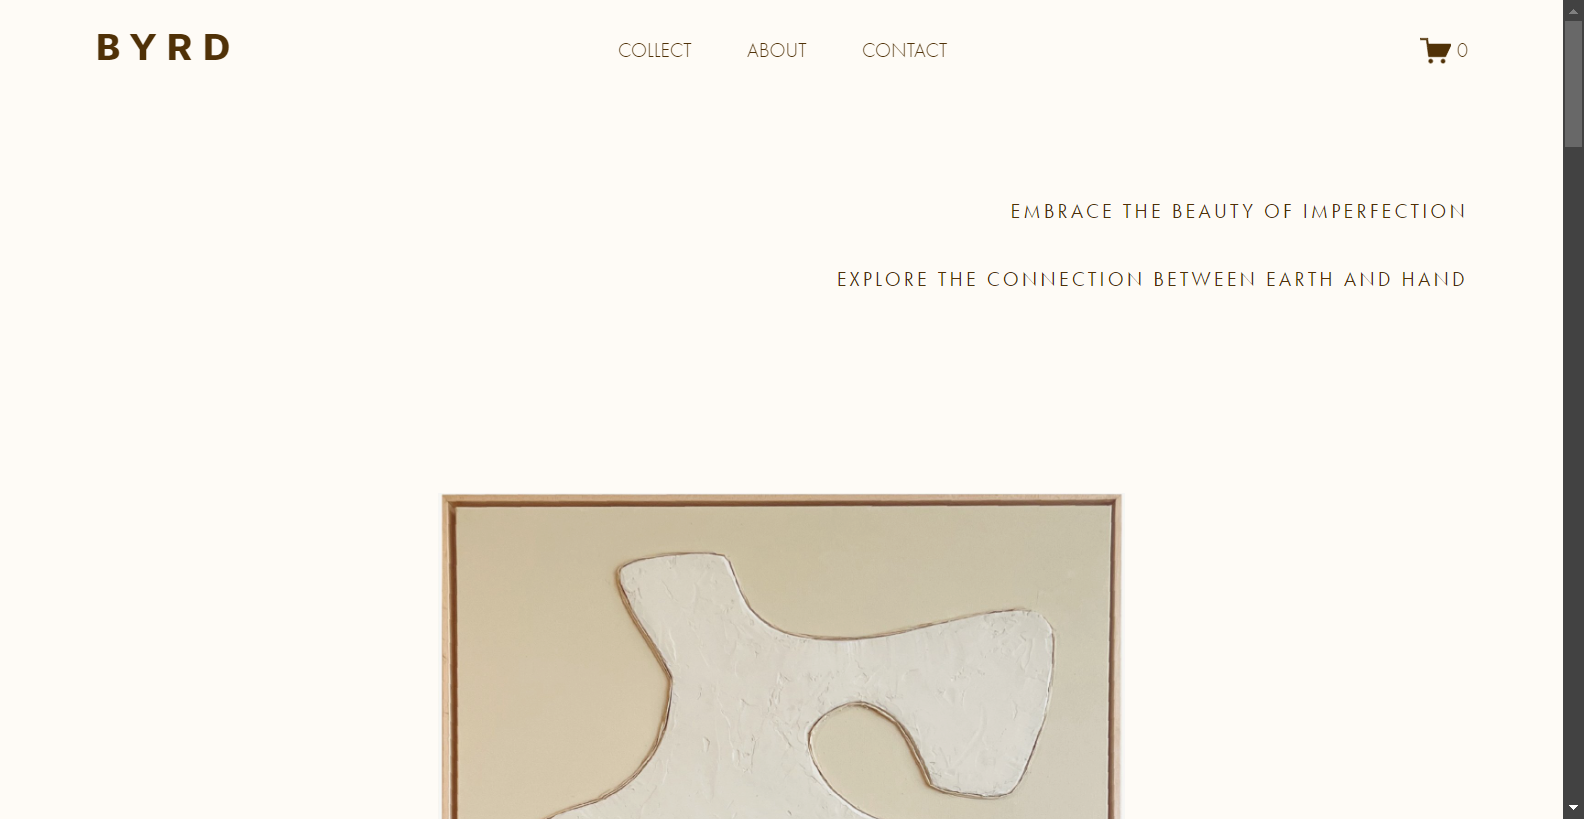 BYRD
COLLECT ABOUT CONTACT 0
EMBRACE THE BEAUTY OF IMPERFECTION
EXPLORE THE CONNECTION BETWEEN EARTH AND HAND